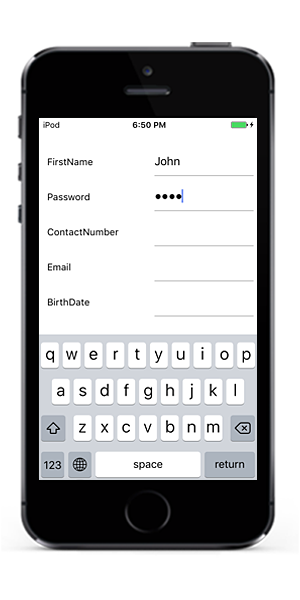 iPod 6:50 PM
FirstName John
Password ••••
ContactNumber
Email
BirthDate
q w e r t y u i o p
a s d f g h j k l
z x c v b n m
123 space return